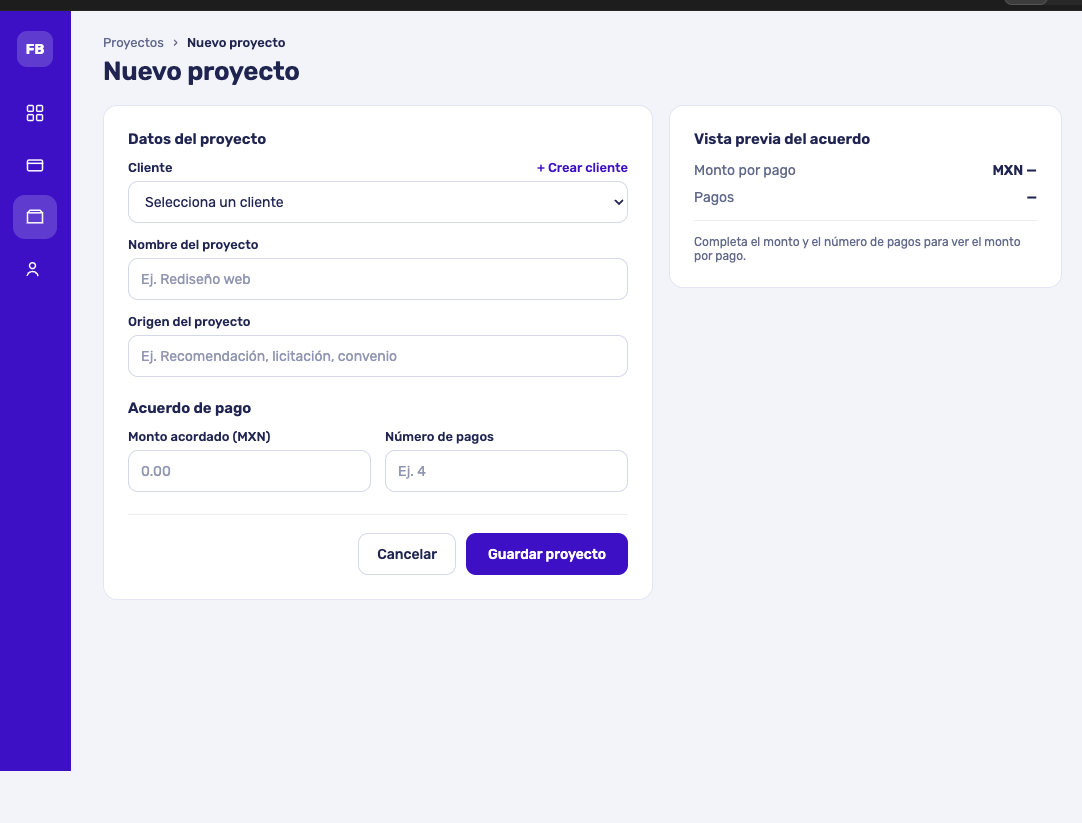 FB
Proyectos › Nuevo proyecto
Nuevo proyecto
Datos del proyecto
Cliente
+ Crear cliente
Selecciona un cliente
Nombre del proyecto
Ej. Rediseño web
Origen del proyecto
Ej. Recomendación, licitación, convenio
Acuerdo de pago
Monto acordado (MXN)
Número de pagos
0.00
Ej. 4
Cancelar
Guardar proyecto
Vista previa del acuerdo
Monto por pago
MXN —
Pagos
—
Completa el monto y el número de pagos para ver el monto
por pago.